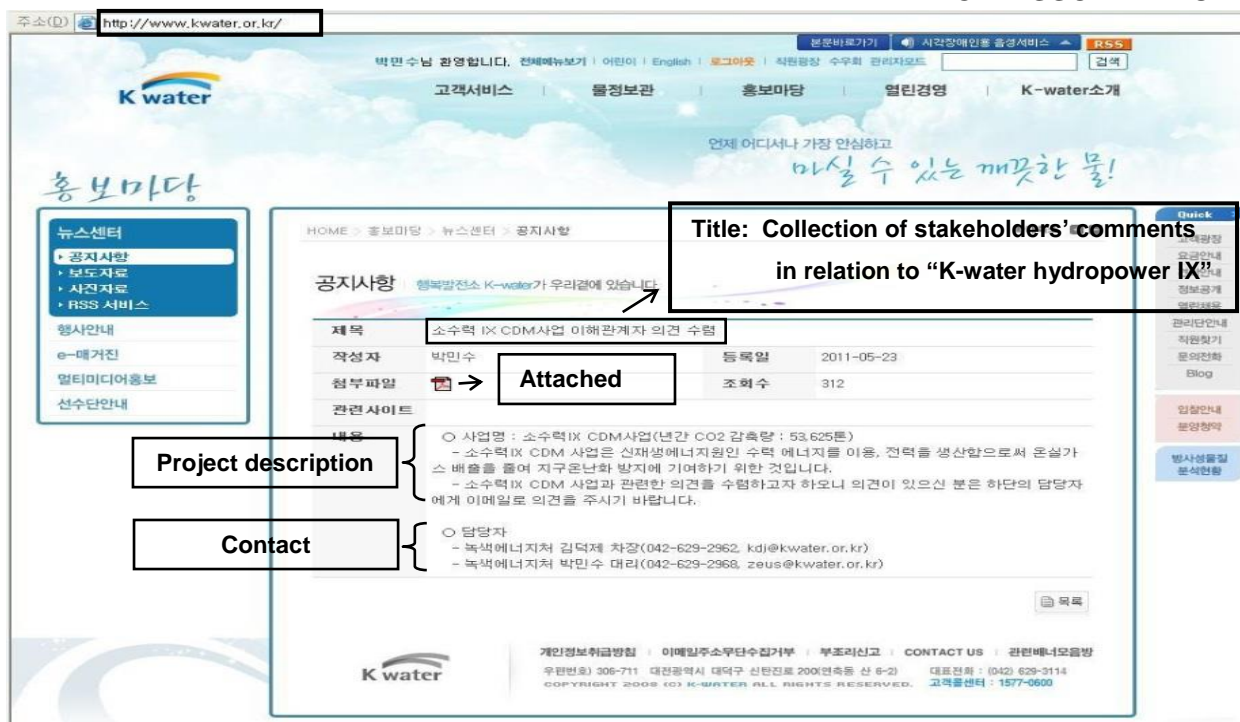 주소(D) http://www.kwater.or.kr/
본문바로가기 시각장애인용 음성서비스 RSS
박민수님 환영합니다. 전체메뉴보기 어린이 English 로그아웃 직원광장 수우회 관리자모드 검색
K water
고객서비스 물정보관 홍보마당 열린경영 K-water소개
언제 어디서나 가장 안심하고
마실 수 있는 깨끗한 물!
홍보마당
뉴스센터
공지사항
보도자료
사진자료
RSS 서비스
행사안내
e-매거진
멀티미디어홍보
선수단안내
HOME > 홍보마당 > 뉴스센터 > 공지사항
Title: Collection of stakeholders’ comments
in relation to “K-water hydropower IX”
공지사항 행복발전소 K-water가 우리곁에 있습니다
제목 소수력 IX CDM사업 이해관계자 의견 수렴
작성자 박민수 등록일 2011-05-23
첨부파일 Attached 조회수 312
관련사이트
내용
Project description
○ 사업명 : 소수력IX CDM사업(년간 CO2 감축량 : 53,625톤)
- 소수력IX CDM 사업은 신재생에너지원인 수력 에너지를 이용, 전력을 생산함으로써 온실가
스 배출을 줄여 지구온난화 방지에 기여하기 위한 것입니다.
- 소수력IX CDM 사업과 관련한 의견을 수렴하고자 하오니 의견이 있으신 분은 하단의 담당자
에게 이메일로 의견을 주시기 바랍니다.
Contact
○ 담당자
- 녹색에너지처 김덕제 차장(042-629-2962, kdj@kwater.or.kr)
- 녹색에너지처 박민수 대리(042-629-2968, zeus@kwater.or.kr)
목록
Quick
고객광장
요금안내
정보공개
열린채용
관리단안내
직원찾기
문의전화
Blog
입찰안내
분양청약
방사성물질
분석현황
K water
개인정보취급방침 이메일주소무단수집거부 부조리신고 CONTACT US 관련배너모음방
우편번호) 306-711 대전광역시 대덕구 신탄진로 200(연축동 산 6-2) 대표전화 : (042) 629-3114
COPYRIGHT 2008 (C) K-WATER ALL RIGHTS RESERVED. 고객콜센터 : 1577-0600